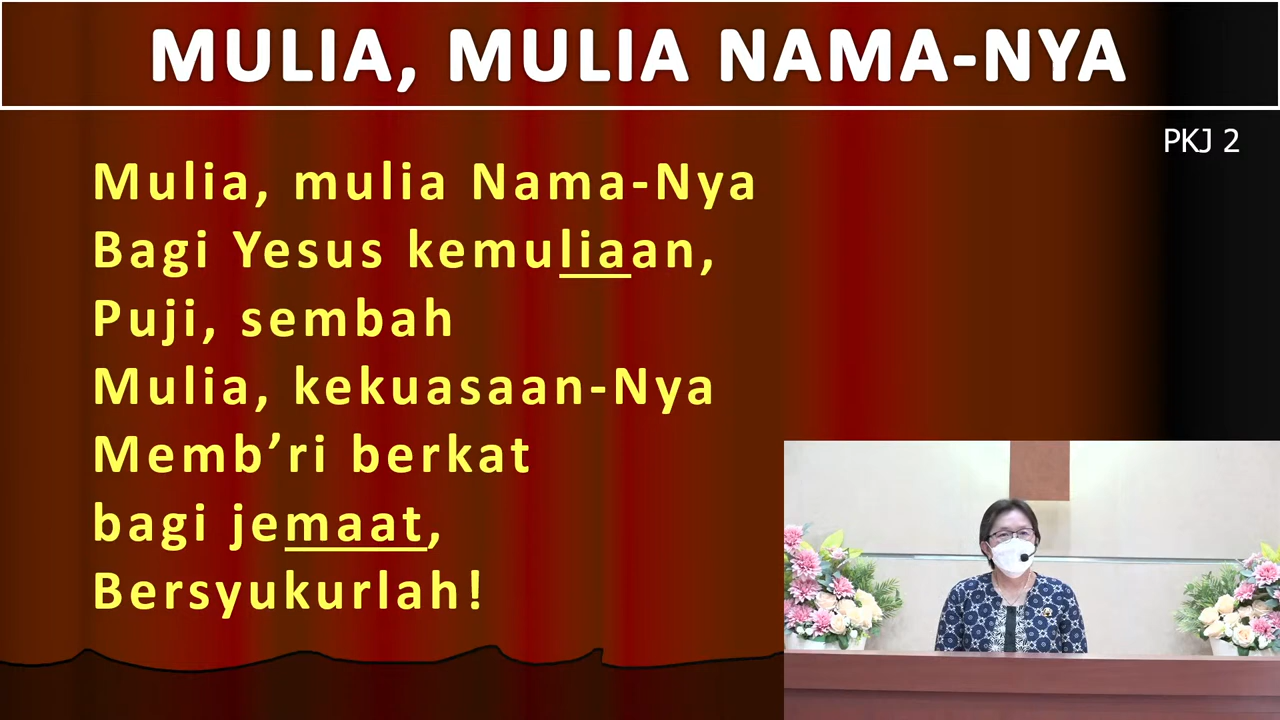 MULIA, MULIA NAMA-NYA
PKJ 2
Mulia, mulia Nama-Nya
Bagi Yesus kemuliaan,
Puji, sembah
Mulia, kekuasaan-Nya
Memb’ri berkat
bagi jemaat,
Bersyukurlah!